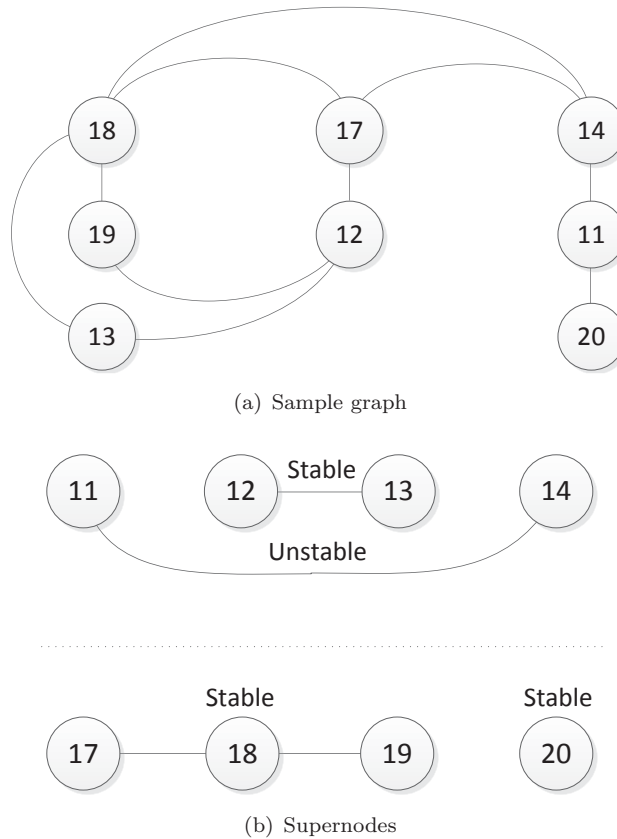 18 17 14
19 12 11
13 20
(a) Sample graph
Stable
11 12 13 14
Unstable
Stable Stable
17 18 19 20
(b) Supernodes